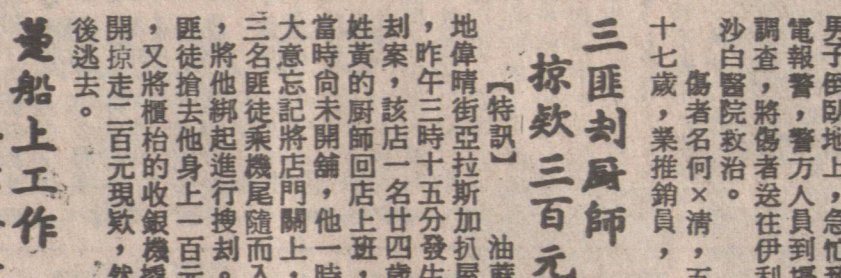 男子倒臥地上，急忙
電報警，警万人員到
調查，將傷者送往伊利
沙白醫院救治。
傷者名何×清，五
十七歲，業推銷員，
三匪刦厨師
掠欵三百元
【特訊】 油蔴
地偉晴街亞拉斯加扒屋
，昨午三時十五分發生
刦案，該店一名廿四歲
姓黃的厨師回店上班，
當時尙未開舖，他一時
大意忘記將店門關上，
三名匪徒乘機尾隨而入
，將他綁起進行搜刦。
匪徒搶去他身上一百元
，又將櫃枱的收銀機
開掠走二百元現欵，然
後逃去。
躉船上工作